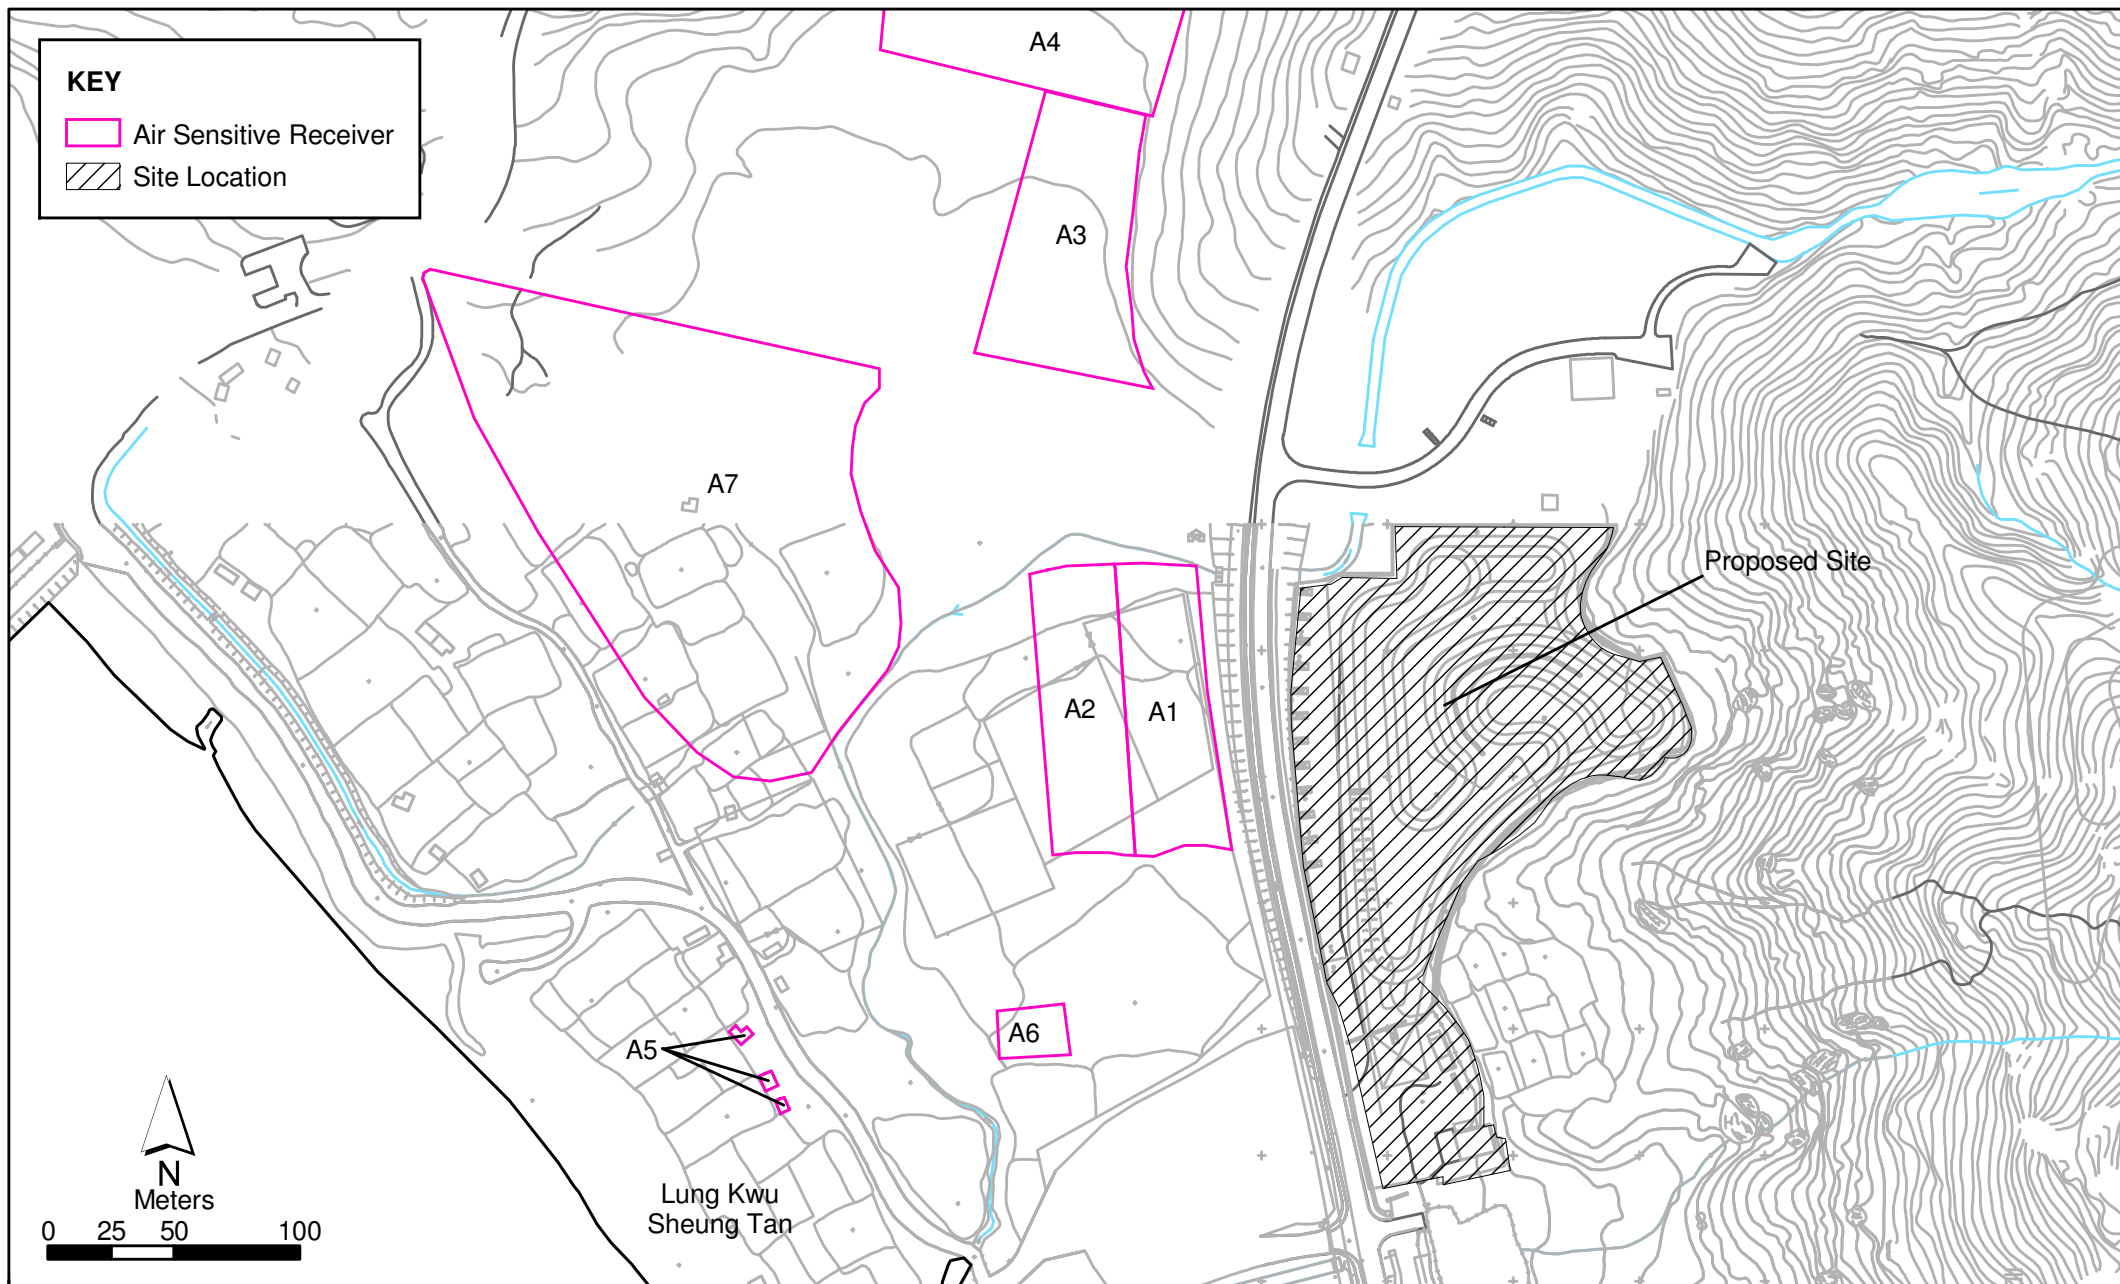 KEY
Air Sensitive Receiver
Site Location
A4
A3
A7
Proposed Site
A2
A1
A6
A5
N
Meters
0 25 50 100
Lung Kwu
Sheung Tan